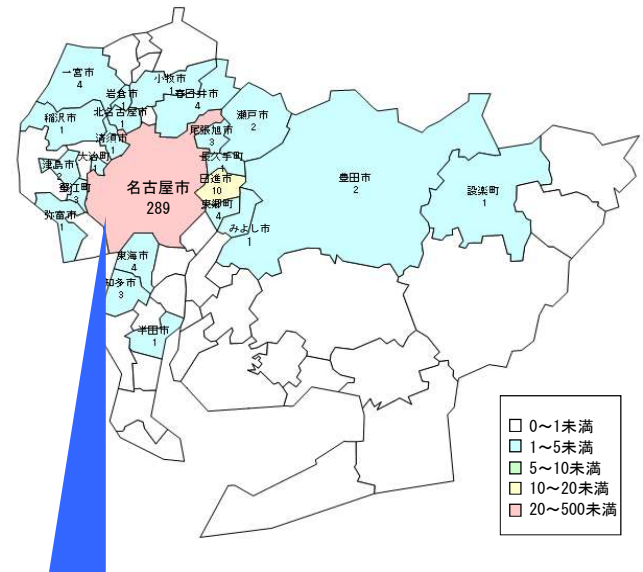 一宮市
4
岩倉市
1
小牧市
1
春日井市
4
稲沢市
1
北名古屋市
1
清須市
1
瀬戸市
2
尾張旭市
3
大治町
1
長久手町
1
津島市
2
蟹江町
3
弥富市
1
名古屋市
289
日進市
10
東郷町
4
みよし市
1
豊田市
2
設楽町
1
東海市
4
知多市
3
半田市
1
0～1未満
1～5未満
5～10未満
10～20未満
20～500未満